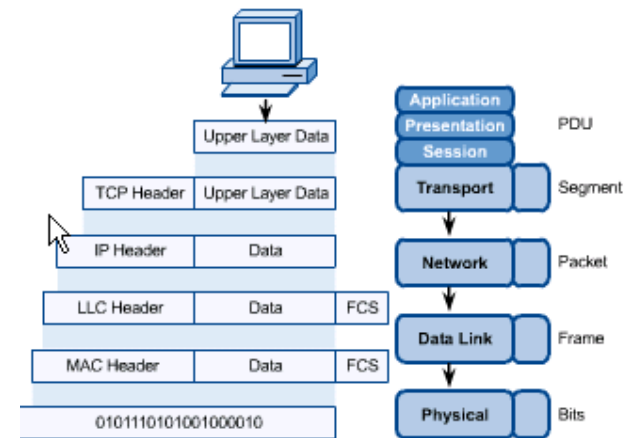 Application
Presentation
PDU
Session
Upper Layer Data
TCP Header Upper Layer Data
Transport
Segment
IP Header Data
Network
Packet
LLC Header Data FCS
Data Link
Frame
MAC Header Data FCS
Physical
Bits
0101110101001000010